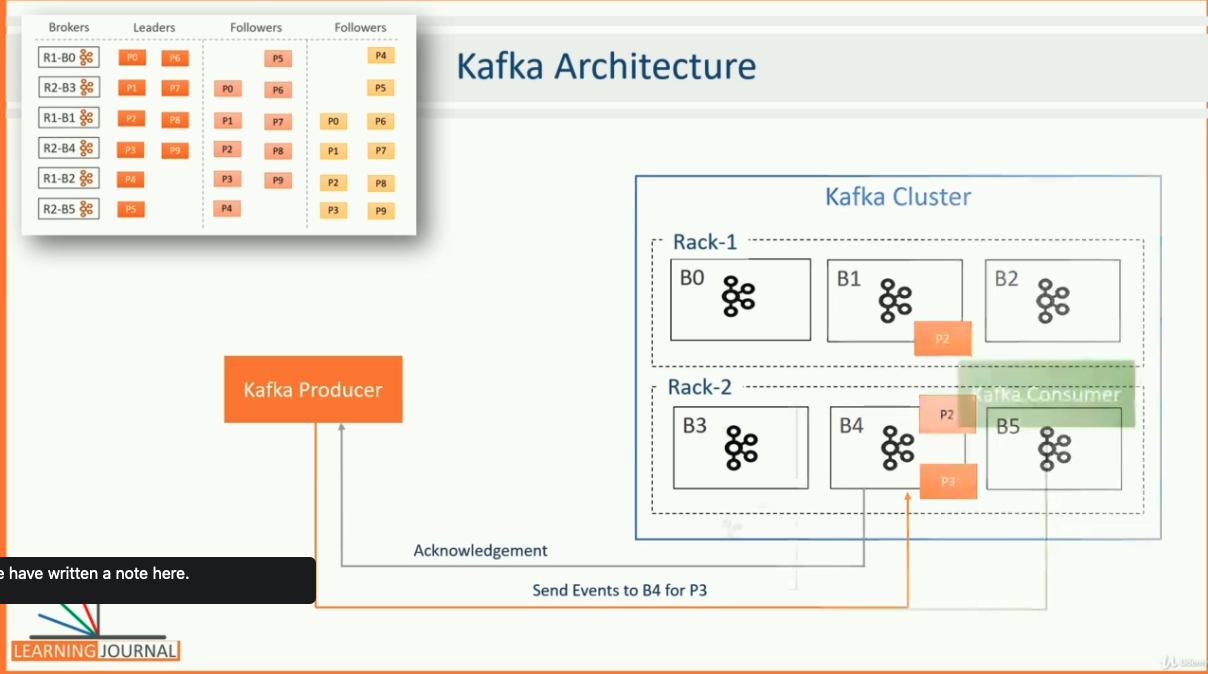 Brokers Leaders Followers Followers
R1-B0 P0 P6 P5 P4
R2-B3 P1 P7 P0 P6 P5
R1-B1 P2 P8 P1 P7 P0 P6
R2-B4 P3 P9 P2 P8 P1 P7
R1-B2 P4 P3 P9 P2 P8
R2-B5 P5 P4 P3 P9
Kafka Architecture
Kafka Cluster
Rack-1
B0 B1 B2
P2
Rack-2
Kafka Consumer
B3 B4 P2 B5
P3
Kafka Producer
Acknowledgement
Send Events to B4 for P3
e have written a note here.
LEARNING JOURNAL
Udemy